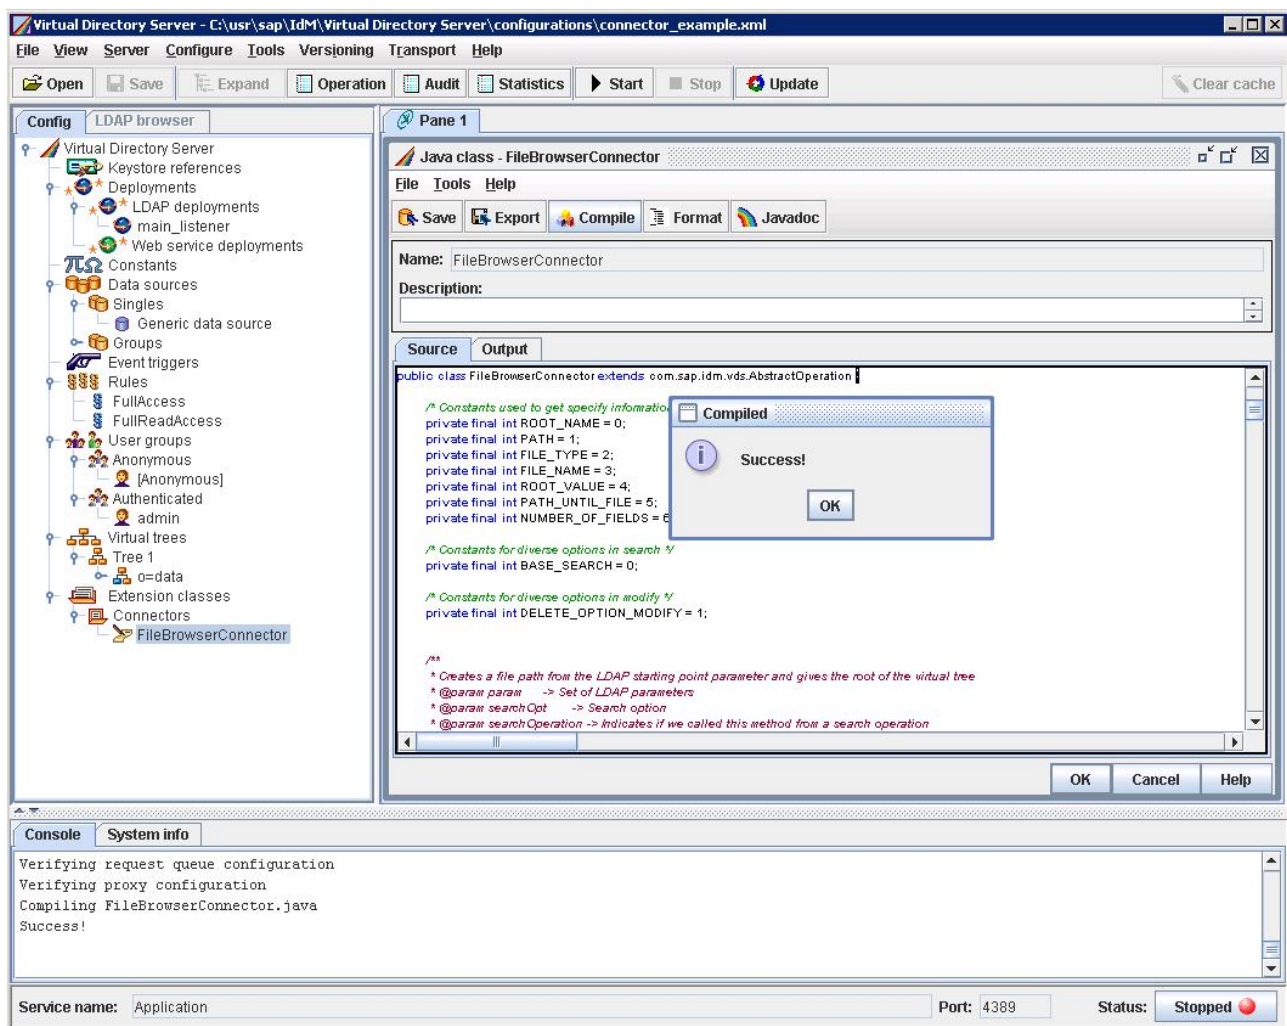 Virtual Directory Server - C:\usr\sap\IdM\Virtual Directory Server\configurations\connector_example.xml
File View Server Configure Tools Versioning Transport Help
Open Save Expand Operation Audit Statistics Start Stop Update Clear cache
Config LDAP browser
Virtual Directory Server
Keystore references
Deployments
LDAP deployments
main_listener
Web service deployments
Constants
Data sources
Singles
Generic data source
Groups
Event triggers
Rules
FullAccess
FullReadAccess
User groups
Anonymous
[Anonymous]
Authenticated
admin
Virtual trees
Tree 1
o=data
Extension classes
Connectors
FileBrowserConnector
Pane 1
Java class - FileBrowserConnector
File Tools Help
Save Export Compile Format Javadoc
Name: FileBrowserConnector
Description:
Source Output
public class FileBrowserConnector extends com.sap.idm.vds.AbstractOperation
/* Constants used to get specify informatio
private final int ROOT_NAME = 0;
private final int PATH = 1;
private final int FILE_TYPE = 2;
private final int FILE_NAME = 3;
private final int ROOT_VALUE = 4;
private final int PATH_UNTIL_FILE = 5;
private final int NUMBER_OF_FIELDS = 6
/* Constants for diverse options in search */
private final int BASE_SEARCH = 0;
/* Constants for diverse options in modify */
private final int DELETE_OPTION_MODIFY = 1;
/**
* Creates a file path from the LDAP starting point parameter and gives the root of the virtual tree
* @param param -> Set of LDAP parameters
* @param searchOpt -> Search option
* @param searchOperation -> Indicates if we called this method from a search operation
Compiled
Success!
OK
OK Cancel Help
Console System info
Verifying request queue configuration
Verifying proxy configuration
Compiling FileBrowserConnector.java
Success!
Service name: Application Port: 4389 Status: Stopped